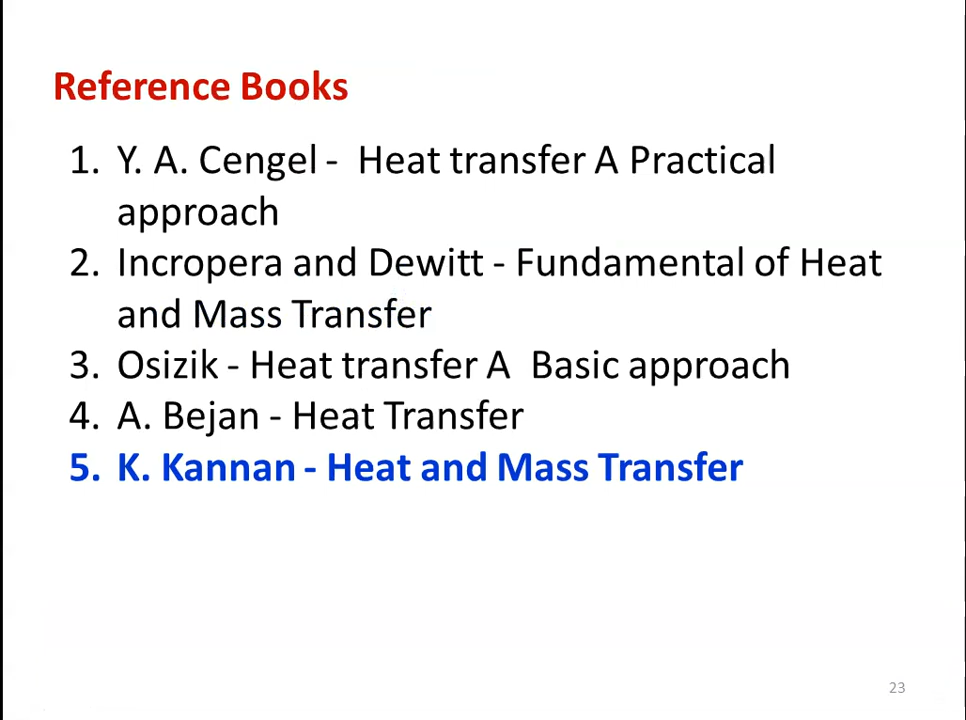 Reference Books
1. Y. A. Cengel - Heat transfer A Practical
approach
2. Incropera and Dewitt - Fundamental of Heat
and Mass Transfer
3. Osizik - Heat transfer A Basic approach
4. A. Bejan - Heat Transfer
5. K. Kannan - Heat and Mass Transfer
23